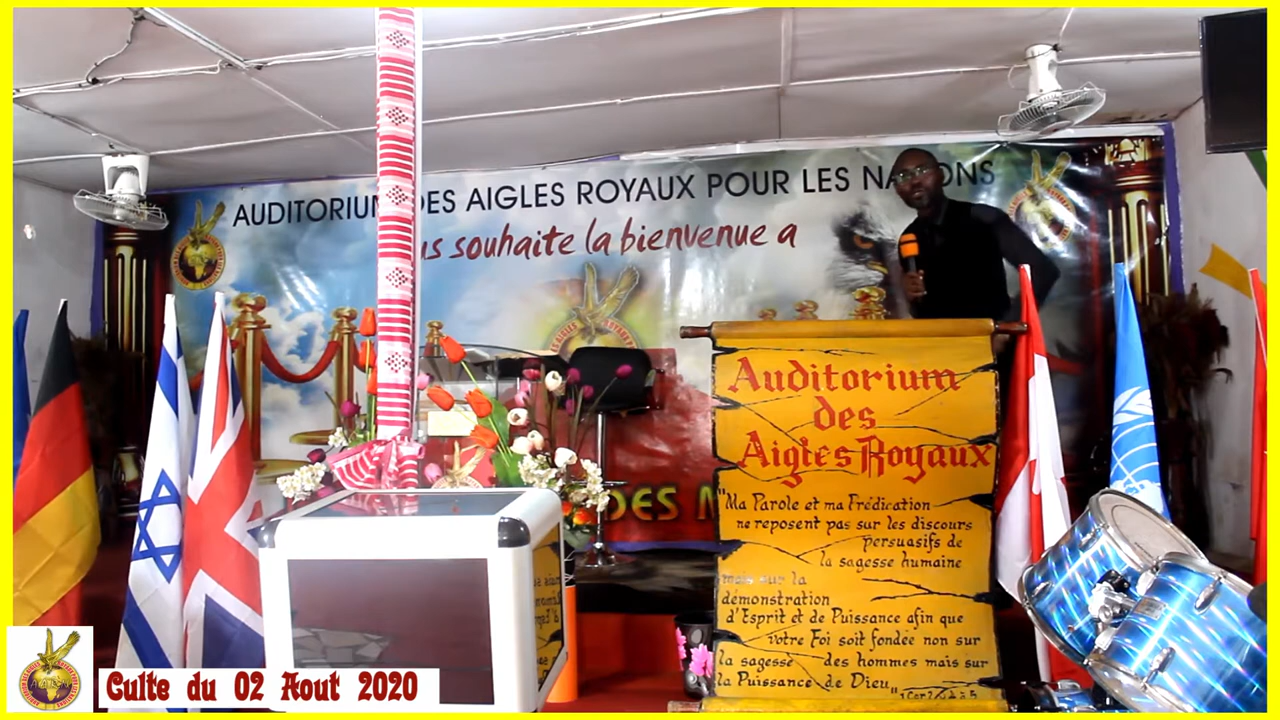 AUDITORIUM DES AIGLES ROYAUX POUR LES NATIONS
souhaite la bienvenue a
DES
Auditorium
des
Aigles Royaux
"Ma Parole et ma Prédication
ne reposent pas sur les discours
persuasifs de
la sagesse humaine
mais sur la
démonstration
d'Esprit et de Puissance afin que
votre Foi soit fondée non sur
la sagesse des hommes mais sur
la Puissance de Dieu"
Culte du 02 Aout 2020